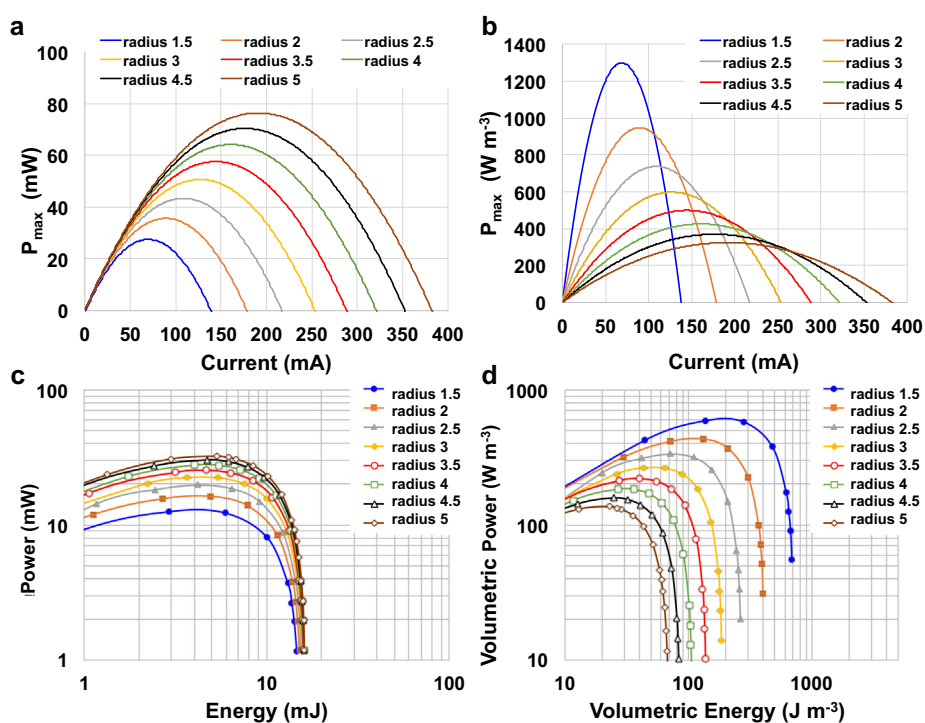 a
radius 1.5 radius 2 radius 2.5
radius 3 radius 3.5 radius 4
radius 4.5 radius 5
100
80
60
40
20
0
Pmax (mW)
0 50 100 150 200 250 300 350 400
Current (mA)
b
radius 1.5 radius 2
radius 2.5 radius 3
radius 3.5 radius 4
radius 4.5 radius 5
1400
1200
1000
800
600
400
200
0
Pmax (W m-3)
0 50 100 150 200 250 300 350 400
Current (mA)
c
100
10
1
Power (mW)
radius 1.5
radius 2
radius 2.5
radius 3
radius 3.5
radius 4
radius 4.5
radius 5
1 10 100
Energy (mJ)
d
1000
100
10
Volumetric Power (W m-3)
radius 1.5
radius 2
radius 2.5
radius 3
radius 3.5
radius 4
radius 4.5
radius 5
10 100 1000
Volumetric Energy (J m-3)